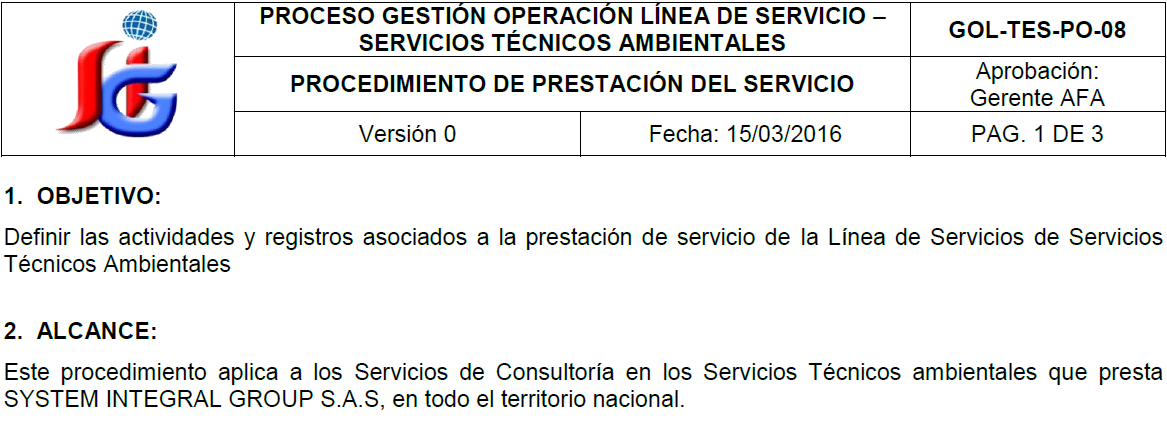 PROCESO GESTIÓN OPERACIÓN LÍNEA DE SERVICIO –
SERVICIOS TÉCNICOS AMBIENTALES
GOL-TES-PO-08
PROCEDIMIENTO DE PRESTACIÓN DEL SERVICIO
Aprobación:
Gerente AFA
Versión 0
Fecha: 15/03/2016
PAG. 1 DE 3
SiG
1. OBJETIVO:
Definir las actividades y registros asociados a la prestación de servicio de la Línea de Servicios de Servicios
Técnicos Ambientales
2. ALCANCE:
Este procedimiento aplica a los Servicios de Consultoría en los Servicios Técnicos ambientales que presta
SYSTEM INTEGRAL GROUP S.A.S, en todo el territorio nacional.